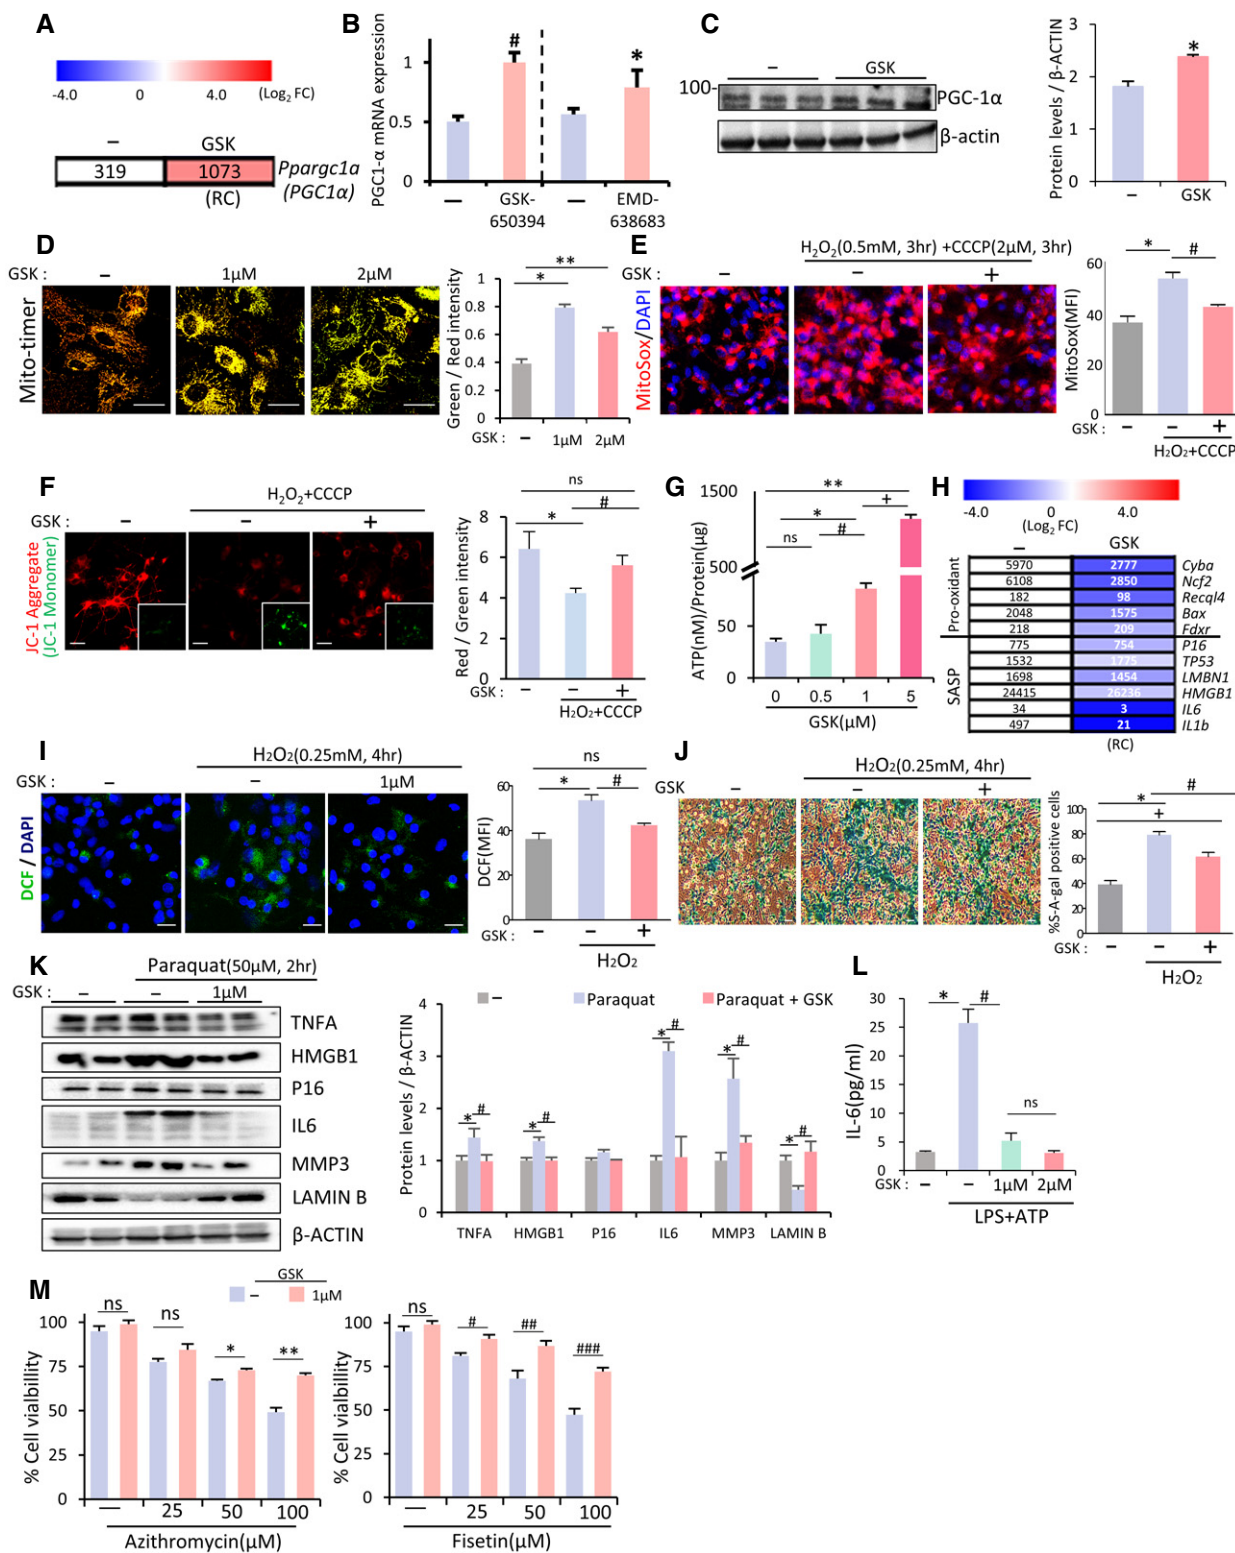 A
-4.0 0 4.0 (Log2 FC)
– GSK
319 1073 Ppargc1a
(PGC1α)
(RC)
B
PGC1-α mRNA expression
1
0.5
0
#
*
– GSK-650394 – EMD-638683
C
– GSK
100-
PGC-1α
β-actin
Protein levels / β-ACTIN
3
2
1
0
*
– GSK
D
GSK : – 1μM 2μM
Mito-timer
Green / Red intensity
1
0.8
0.6
0.4
0.2
0
**
*
GSK : – 1μM 2μM
E
H2O2(0.5mM, 3hr) +CCCP(2μM, 3hr)
GSK : – – +
MitoSox/DAPI
MitoSox(MFI)
60
40
20
0
* #
GSK : – – +
H2O2+CCCP
F
H2O2+CCCP
GSK : – – +
JC-1 Aggregate
(JC-1 Monomer)
Red / Green intensity
8
6
4
2
0
ns
#
*
GSK : – – +
H2O2+CCCP
G
ATP(nM)/Protein(μg)
1500
500
50
0
**
+
*
#
ns
0 0.5 1 5
GSK(μM)
H
-4.0 0 4.0
(Log2 FC)
– GSK
Pro-oxidant
5970 2777 Cyba
6108 2850 Ncf2
182 98 Recql4
2048 1575 Bax
218 209 Fdxr
SASP
775 754 P16
1532 1775 TP53
1698 1454 LMBN1
24415 26236 HMGB1
34 3 IL6
497 21 IL1b
(RC)
I
H2O2(0.25mM, 4hr)
GSK : – – 1μM
DCF / DAPI
DCF(MFI)
60
40
20
0
ns
* #
GSK : – – +
H2O2
J
H2O2(0.25mM, 4hr)
GSK – – +
%S-A-gal positive cells
100
80
60
40
20
0
#
*
+
GSK : – – +
H2O2
K
Paraquat(50μM, 2hr)
GSK : – – 1μM
TNFA
HMGB1
P16
IL6
MMP3
LAMIN B
β-ACTIN
– Paraquat Paraquat + GSK
Protein levels / β-ACTIN
4
3
2
1
0
* # * # * # * # * #
TNFA HMGB1 P16 IL6 MMP3 LAMIN B
L
IL-6(pg/ml)
30
25
20
15
10
5
0
* #
ns
GSK : – – 1μM 2μM
LPS+ATP
M
GSK
– 1μM
% Cell vialbillity
100
75
50
25
0
ns ns * **
– 25 50 100
Azithromycin(μM)
% Cell vialbillity
100
75
50
25
0
ns # ## ###
– 25 50 100
Fisetin(μM)